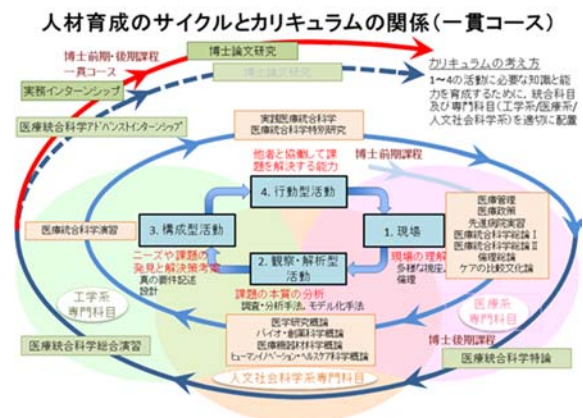 人材育成のサイクルとカリキュラムの関係(一貫コース)
博士前期・後期課程
一貫コース
博士論文研究
博士論文研究
実務インターンシップ
医療統合科学アドバンストインターンシップ
カリキュラムの考え方
1〜4の活動に必要な知識と能
力を育成するために、統合科目
及び専門科目(工学系/医療系/
人文社会科学系)を適切に配置
実践医療統合科学
医療統合科学特別研究
他者と協働して課
題を解決する能力
博士前期課程
4. 行動型活動
3. 構成型活動
1. 現場
2. 観察・解析型
活動
医療統合科学演習
ニーズや課題の
発見と解決策考案
真の要件記述
設計
課題の本質の分析
調査・分析手法、モデル化手法
現場の理解
多様な視座、
倫理
医療管理
医療政策
先進病院実習
医療統合科学総論Ⅰ
医療統合科学総論Ⅱ
倫理総論
ケアの比較文化論
工学系
専門科目
医療系
専門科目
医学研究概論
バイオ・創薬科学概論
医療機器材料科学概論
ヒューマンイノベーション・ヘルスケア科学概論
人文社会科学系専門科目
医療統合科学総合演習
博士後期課程
医療統合科学特論